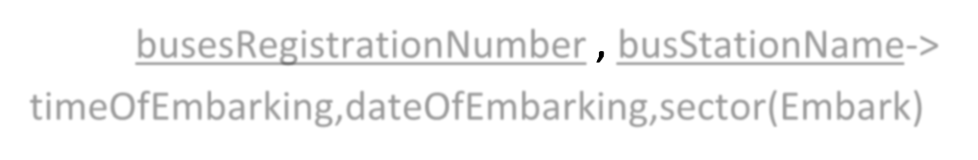 busesRegistrationNumber , busStationName->
timeOfEmbarking,dateOfEmbarking,sector(Embark)